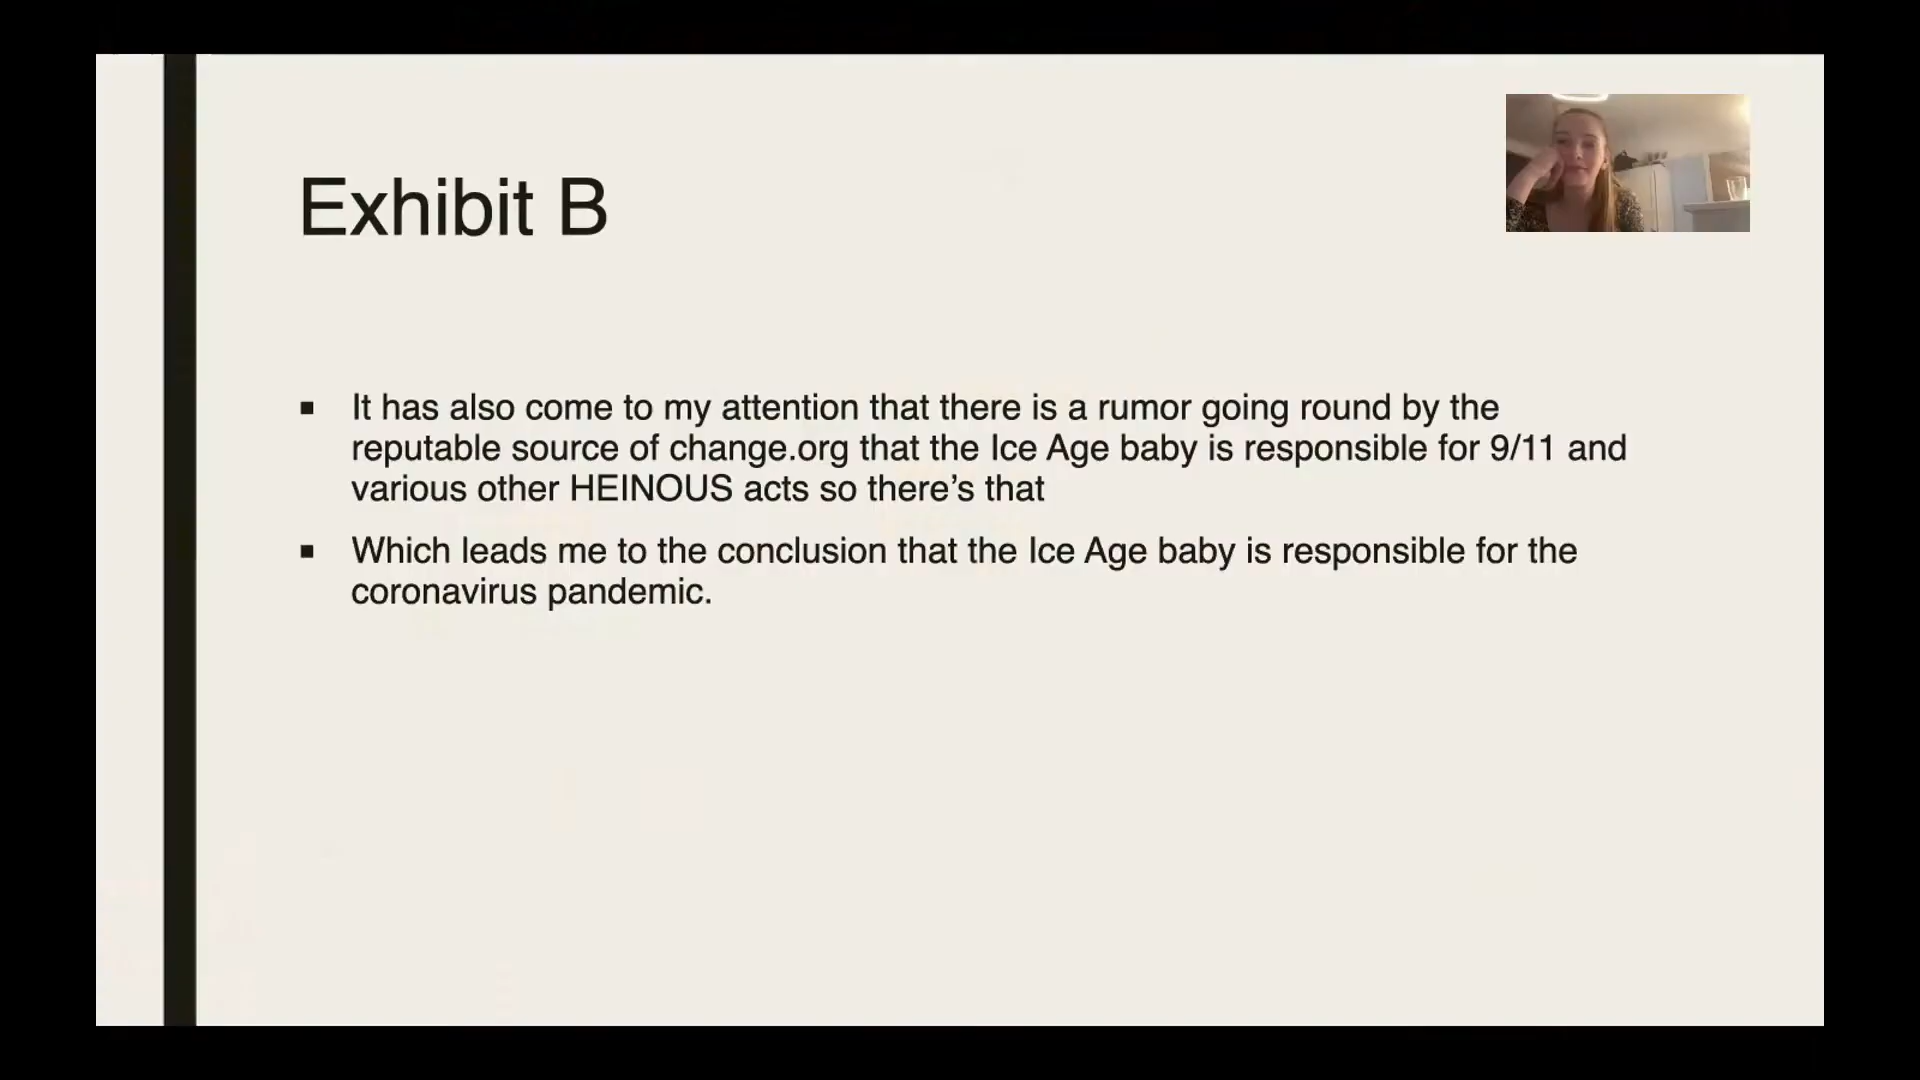 Exhibit B
▪ It has also come to my attention that there is a rumor going round by the
reputable source of change.org that the Ice Age baby is responsible for 9/11 and
various other HEINOUS acts so there’s that
▪ Which leads me to the conclusion that the Ice Age baby is responsible for the
coronavirus pandemic.